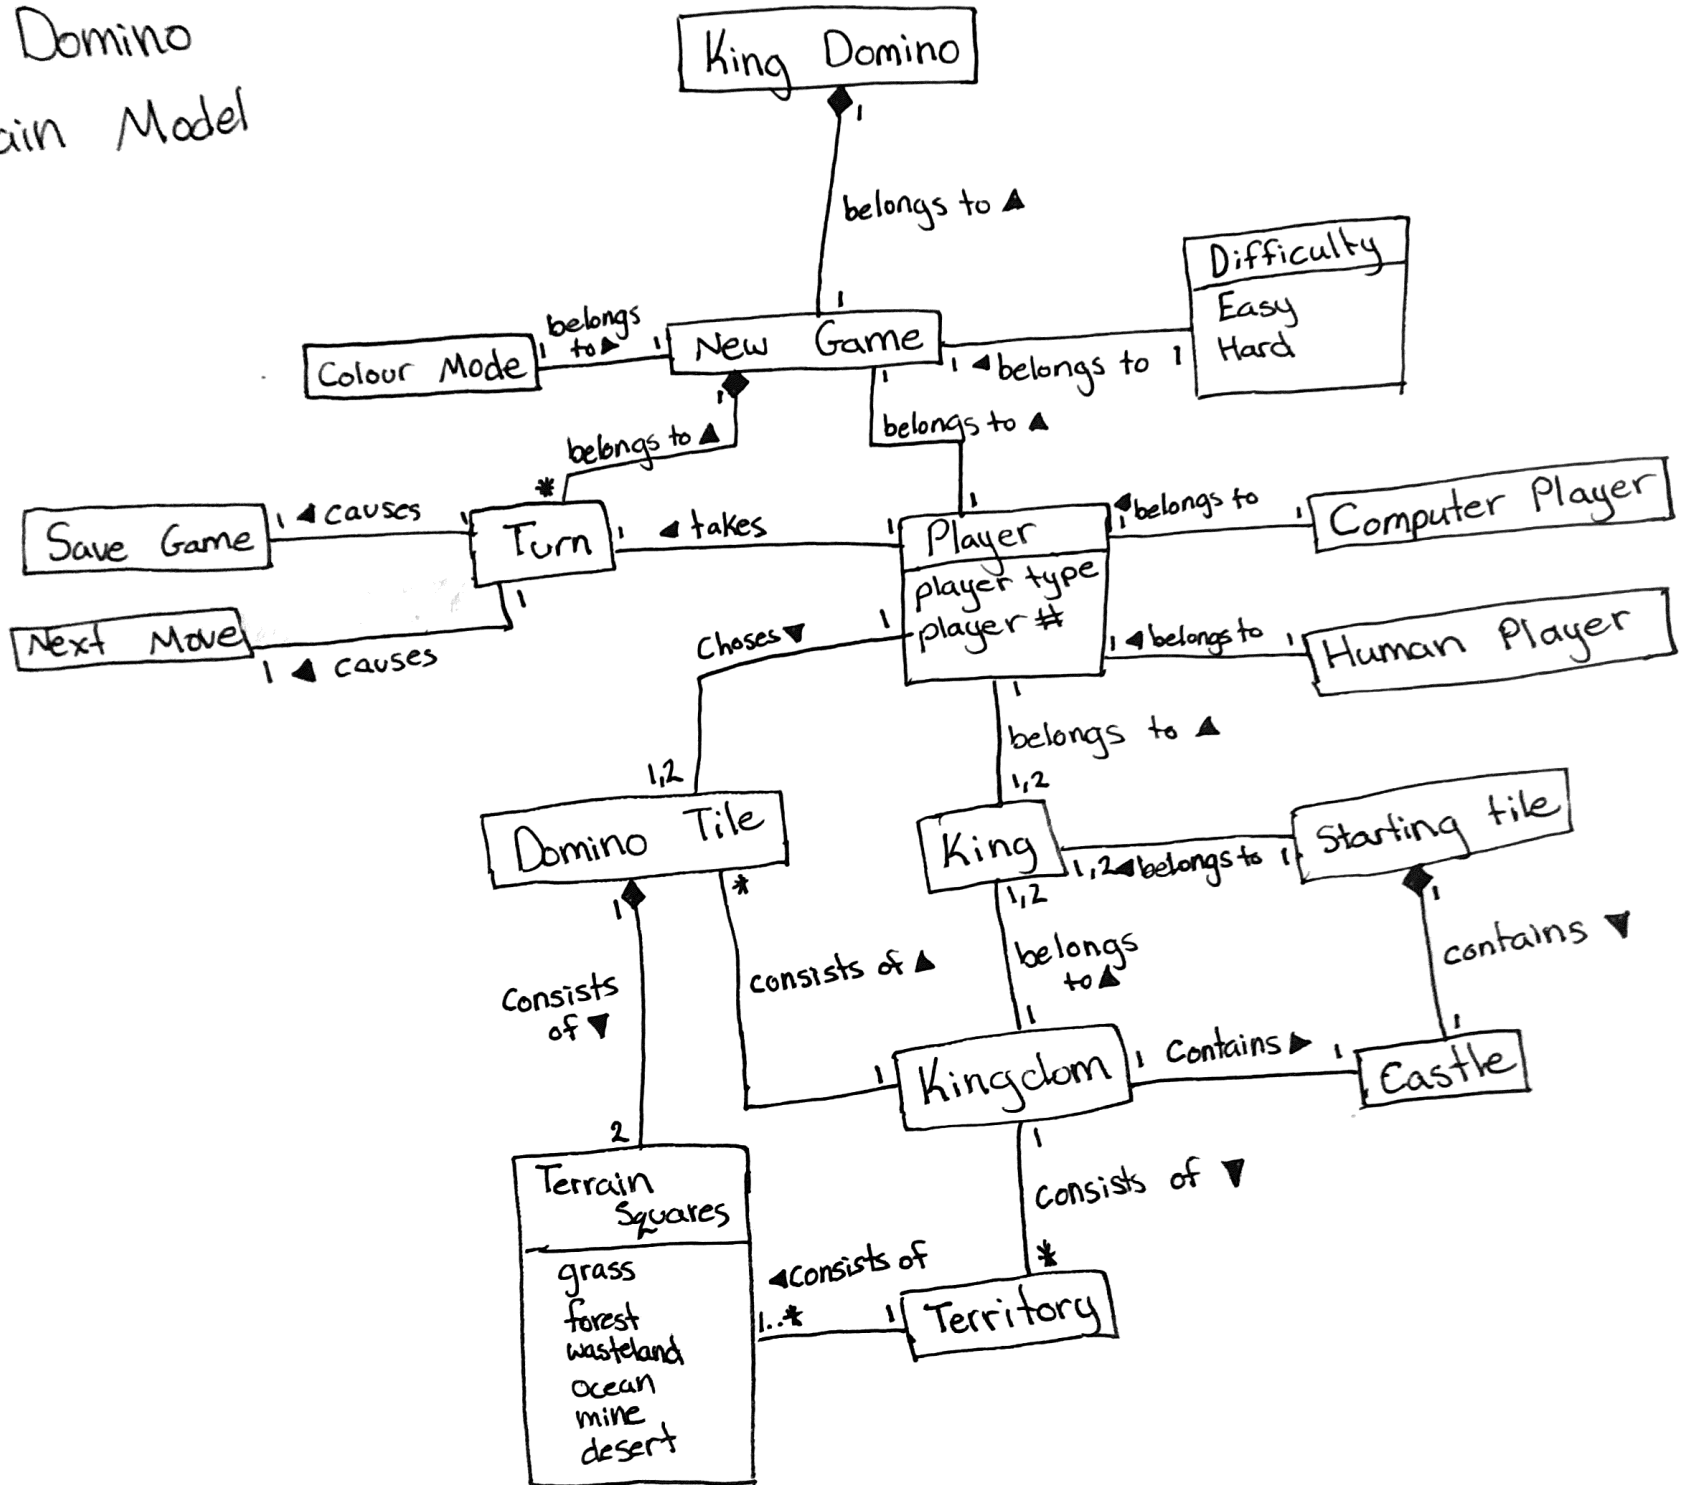 Domino
ain Model
King Domino
1
belongs to ▲
1
Difficulty
Easy
Hard
belongs
to ▶
1
1
New Game
Colour Mode
1 ◀ belongs to 1
1
1
belongs to ▲
belongs to ▲
*
1
Save Game
1 ◀ causes 1
Turn
1 ◀ takes 1
Player
player type
player #
◀ belongs to
1
1
Computer Player
1
Next Move
1 ◀ causes
1 ◀ belongs to 1
Human Player
Choses ▼
1
1
belongs to ▲
1,2
1,2
Domino Tile
King
1,2 ◀ belongs to 1
Starting tile
1
*
1,2
1
contains ▼
Consists
of ▼
consists of ▲
belongs
to ▲
1
1
1
Kingdom
1 Contains ▶ 1
Castle
2
1
consists of ▼
Terrain
Squares
grass
forest
wasteland
ocean
mine
desert
◀ consists of
1..*
1
*
Territory